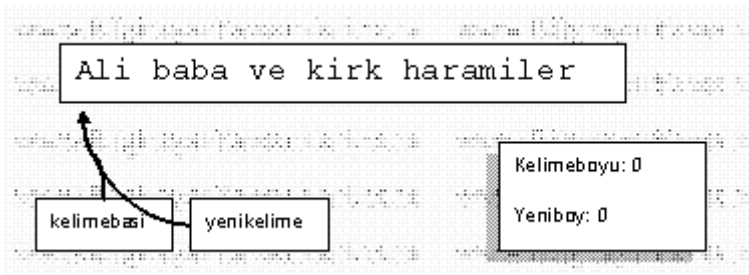 Ali baba ve kirk haramiler
Kelimeboyu: 0
Yeniboy: 0
kelimebasi
yenikelime